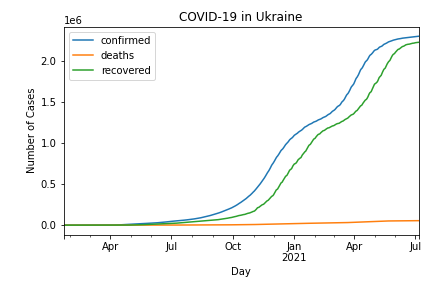 COVID-19 in Ukraine
1e6
confirmed
deaths
recovered
2.0
1.5
1.0
0.5
0.0
Number of Cases
Apr Jul Oct Jan Apr Jul
2021
Day